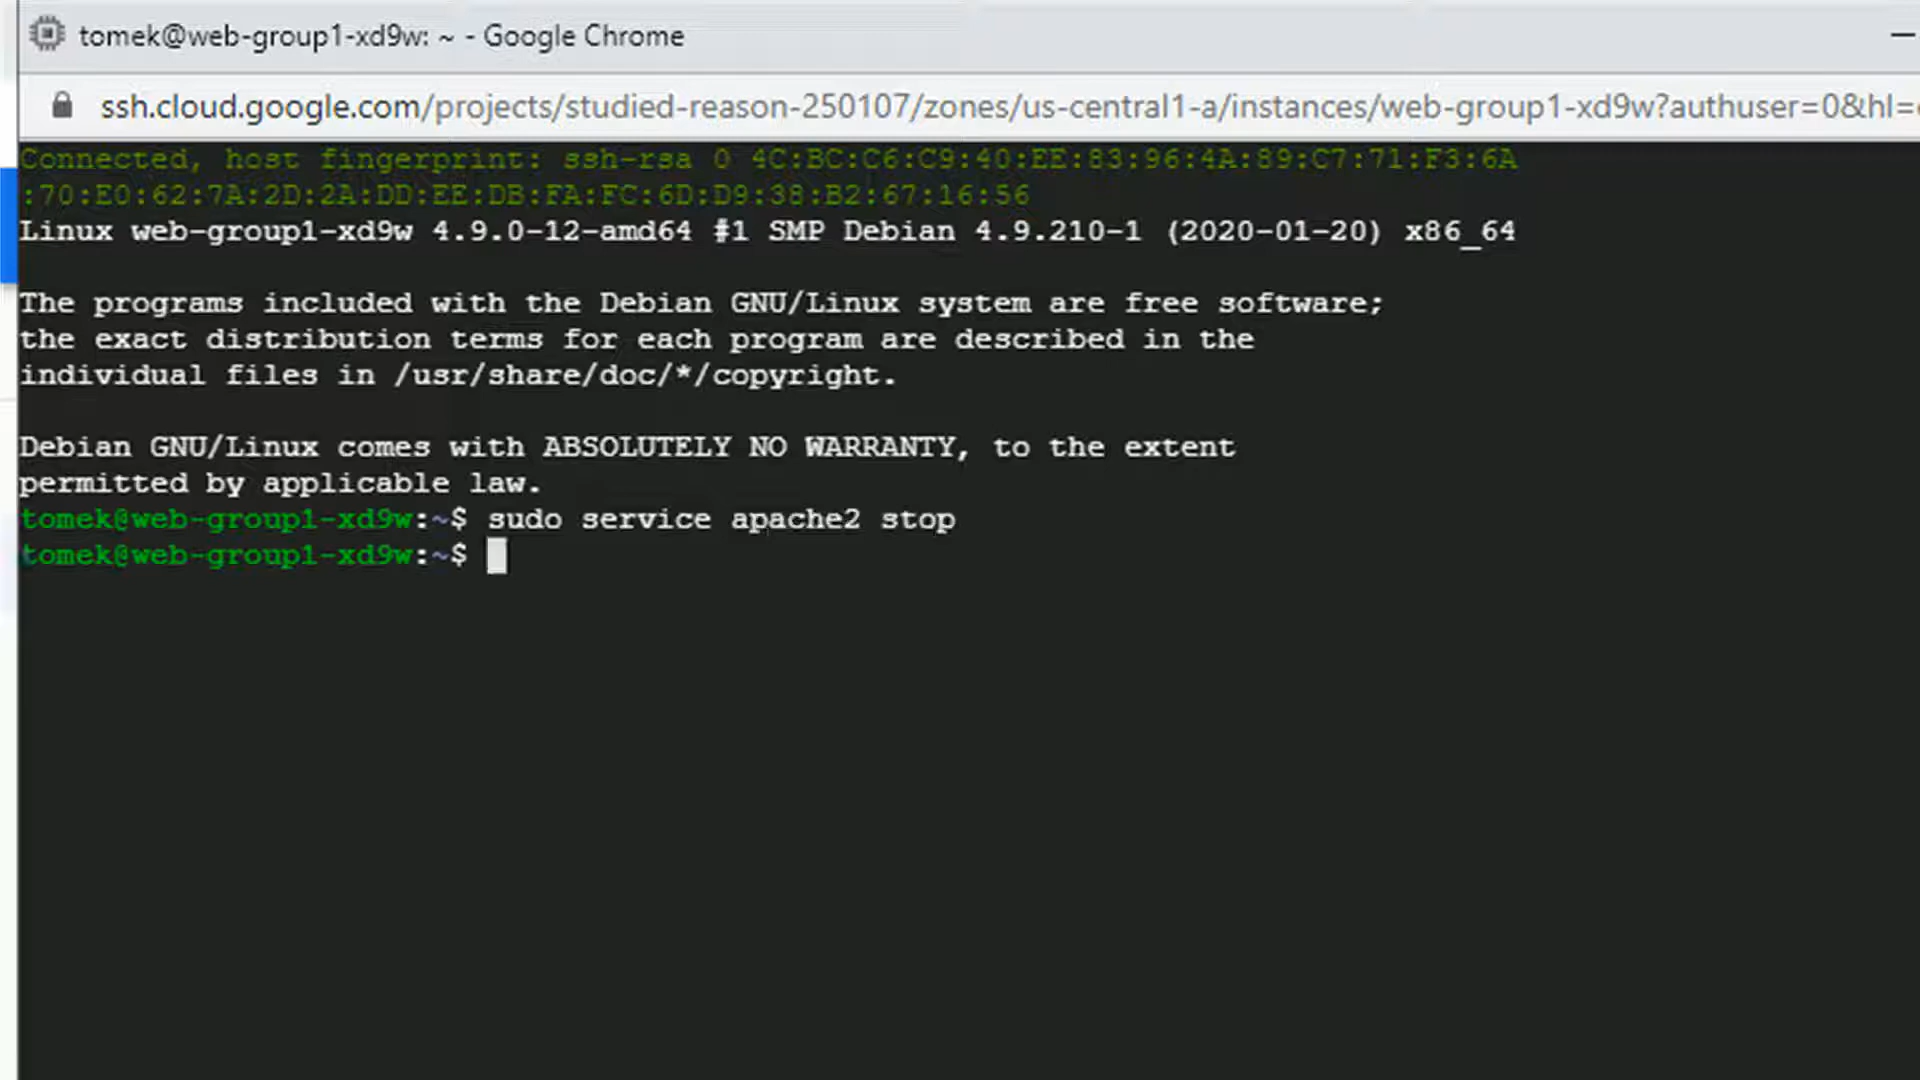 tomek@web-group1-xd9w: ~ - Google Chrome
ssh.cloud.google.com/projects/studied-reason-250107/zones/us-central1-a/instances/web-group1-xd9w?authuser=0&hl=
Connected, host fingerprint: ssh-rsa 0 4C:BC:C6:C9:40:EE:83:96:4A:89:C7:71:F3:6A
:70:E0:62:7A:2D:2A:DD:EE:DB:FA:FC:6D:D9:38:B2:67:16:56
Linux web-group1-xd9w 4.9.0-12-amd64 #1 SMP Debian 4.9.210-1 (2020-01-20) x86_64
The programs included with the Debian GNU/Linux system are free software;
the exact distribution terms for each program are described in the
individual files in /usr/share/doc/*/copyright.
Debian GNU/Linux comes with ABSOLUTELY NO WARRANTY, to the extent
permitted by applicable law.
tomek@web-group1-xd9w:~$ sudo service apache2 stop
tomek@web-group1-xd9w:~$